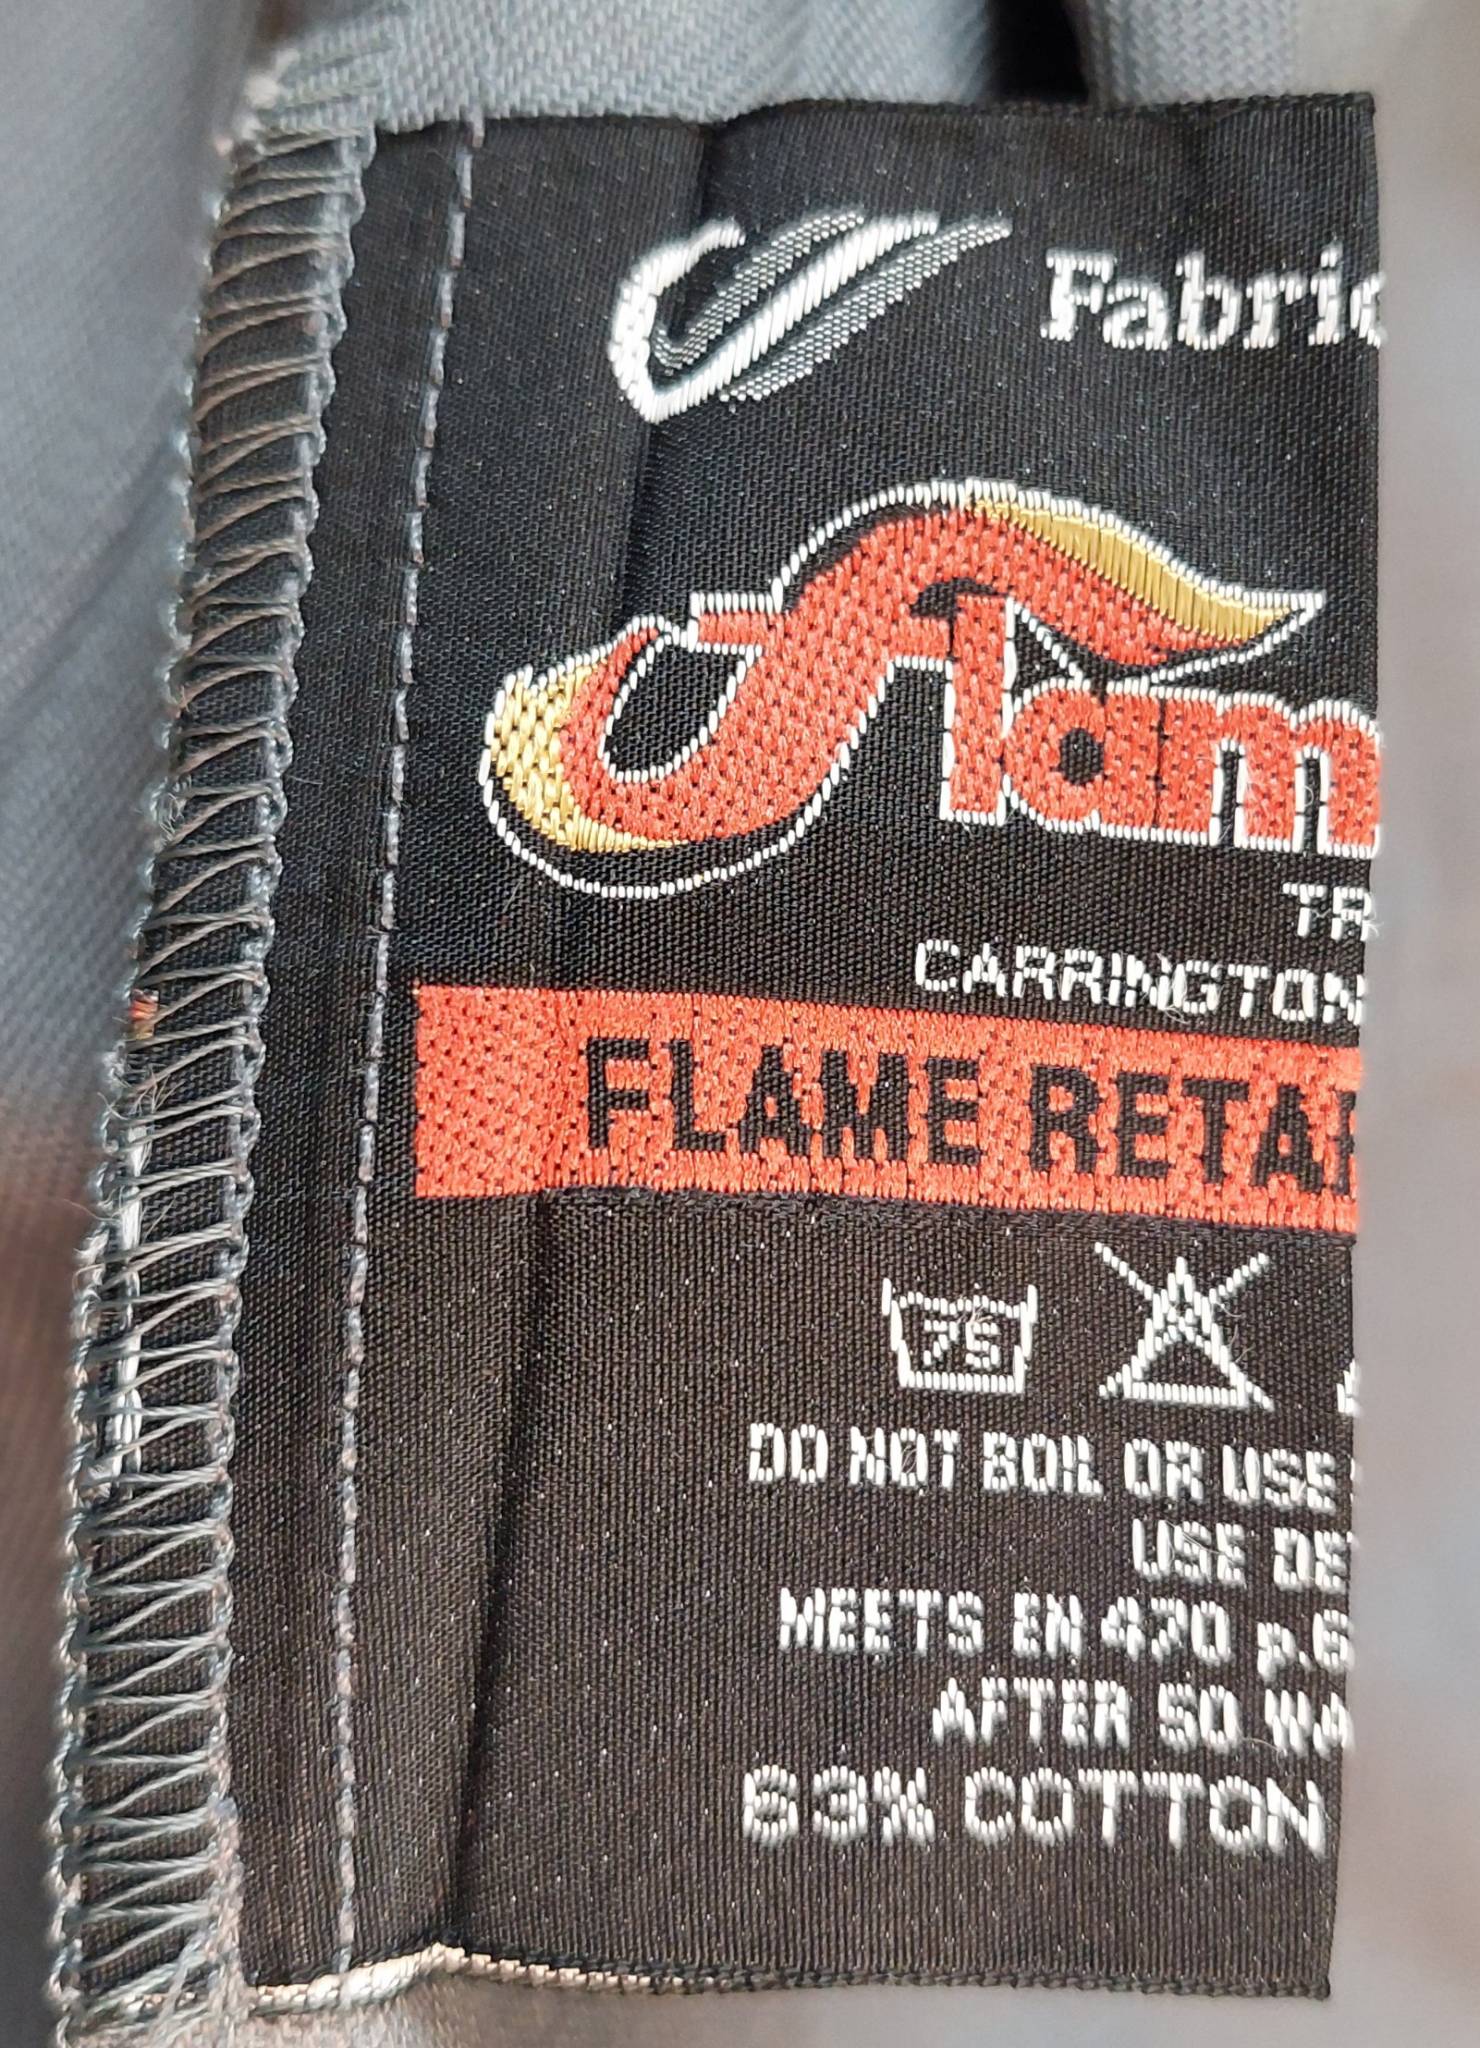 Fabric
Flam
TR
CARRINGTON
FLAME RETAR
75
DO NOT BOIL OR USE
USE DE
MEETS EN 470 p.6
AFTER 50 WA
63% COTTON